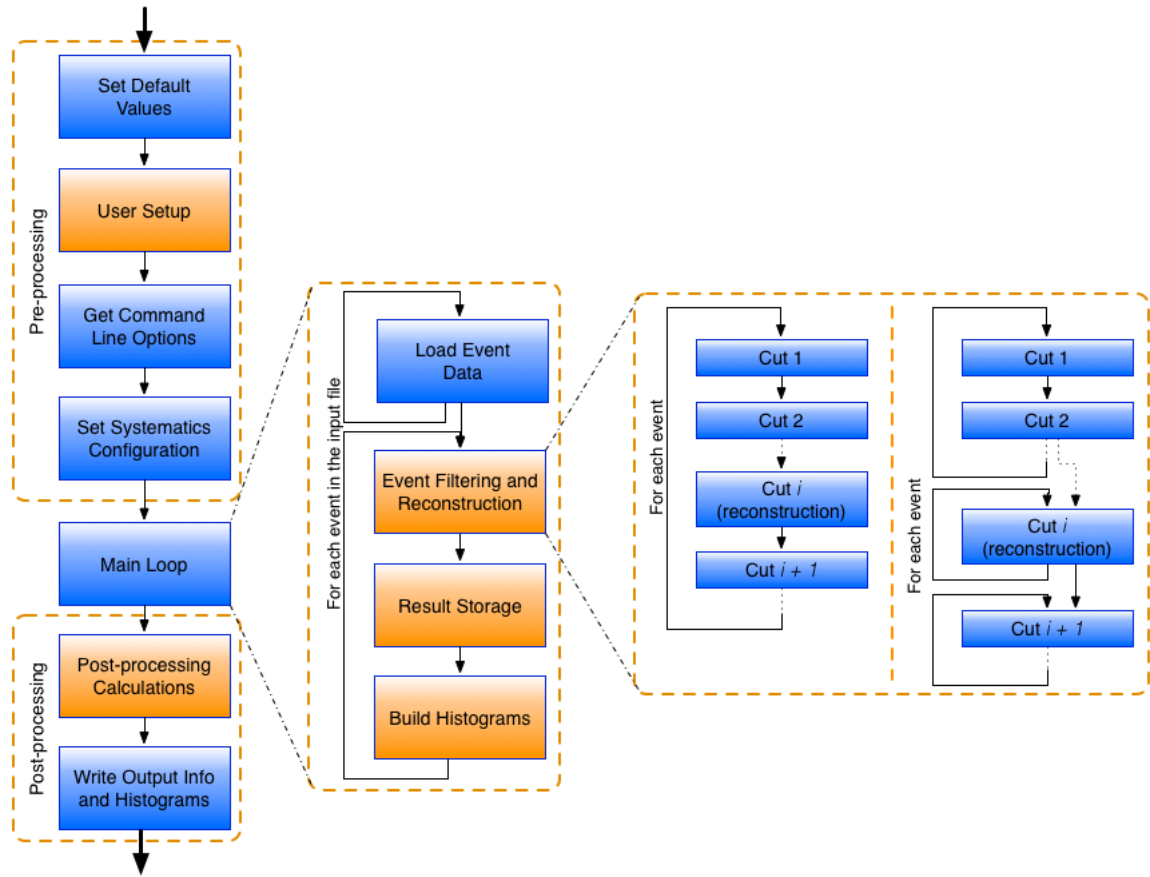 Pre-processing
Set Default
Values
User Setup
Get Command
Line Options
Set Systematics
Configuration
Main Loop
Post-processing
Post-processing
Calculations
Write Output Info
and Histograms
For each event in the input file
Load Event
Data
Event Filtering and
Reconstruction
Result Storage
Build Histograms
For each event
Cut 1
Cut 2
Cut i
(reconstruction)
Cut i + 1
For each event
Cut 1
Cut 2
Cut i
(reconstruction)
Cut i + 1